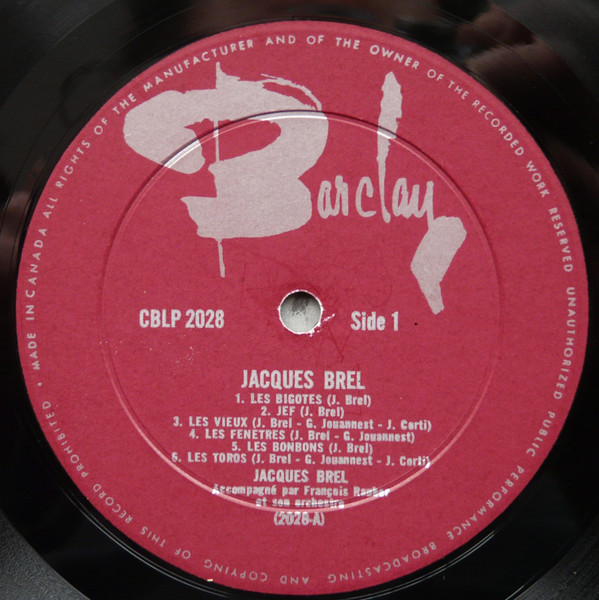 • MADE IN CANADA ALL RIGHTS OF THE MANUFACTURER AND OF THE OWNER OF THE RECORDED WORK RESERVED UNAUTHORIZED PUBLIC PERFORMANCE BROADCASTING AND COPYING OF THIS RECORD PROHIBITED
Barclay
CBLP 2028 Side 1
JACQUES BREL
1. LES BIGOTES (J. Brel)
2. JEF (J. Brel)
3. LES VIEUX (J. Brel - G. Jouannest - J. Corti)
4. LES FENETRES (J. Brel - G. Jouannest)
5. LES BONBONS (J. Brel)
6. LES TOROS (J. Brel - G. Jouannest - J. Corti)
JACQUES BREL
Accompagné par François Rauber
et son orchestre
(2028-A)